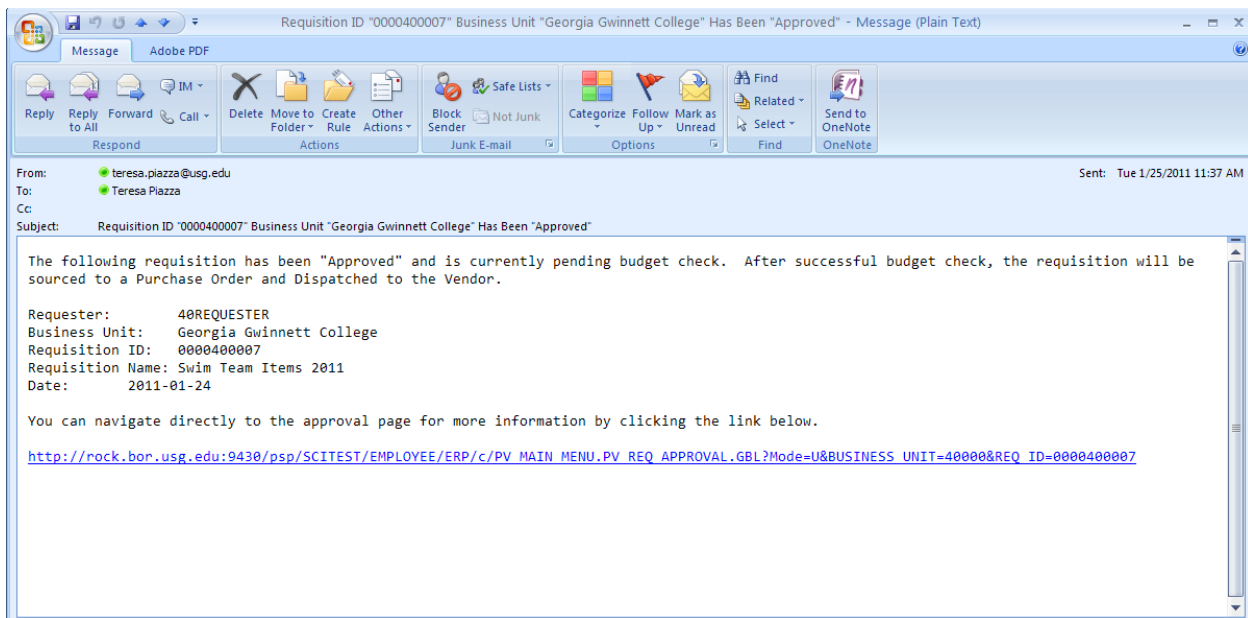 Requisition ID "0000400007" Business Unit "Georgia Gwinnett College" Has Been "Approved" - Message (Plain Text)
Message Adobe PDF
Reply Reply to All Forward IM Call
Respond
Delete Move to Folder Create Rule Other Actions
Actions
Block Sender Safe Lists Not Junk
Junk E-mail
Categorize Follow Up Mark as Unread
Options
Find Related Select
Find
Send to OneNote
OneNote
From: teresa.piazza@usg.edu Sent: Tue 1/25/2011 11:37 AM
To: Teresa Piazza
Cc:
Subject: Requisition ID "0000400007" Business Unit "Georgia Gwinnett College" Has Been "Approved"
The following requisition has been "Approved" and is currently pending budget check. After successful budget check, the requisition will be
sourced to a Purchase Order and Dispatched to the Vendor.
Requester: 40REQUESTER
Business Unit: Georgia Gwinnett College
Requisition ID: 0000400007
Requisition Name: Swim Team Items 2011
Date: 2011-01-24
You can navigate directly to the approval page for more information by clicking the link below.
http://rock.bor.usg.edu:9430/psp/SCITEST/EMPLOYEE/ERP/c/PV_MAIN_MENU.PV_REQ_APPROVAL.GBL?Mode=U&BUSINESS_UNIT=40000&REQ_ID=0000400007